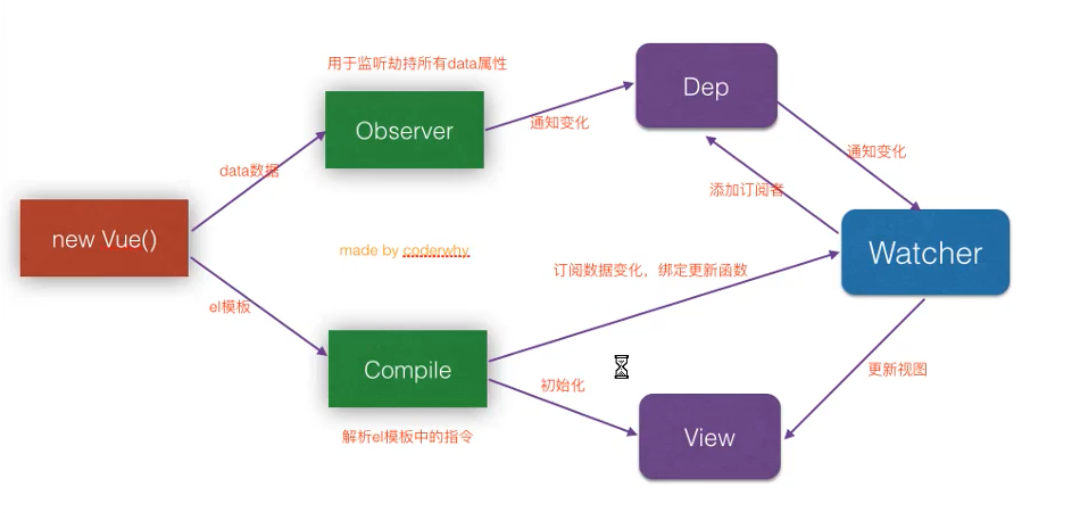 用于监听劫持所有data属性
Dep
Observer
通知变化
通知变化
data数据
添加订阅者
new Vue()
made by coderwhy
Watcher
订阅数据变化，绑定更新函数
el模板
Compile
初始化
更新视图
解析el模板中的指令
View